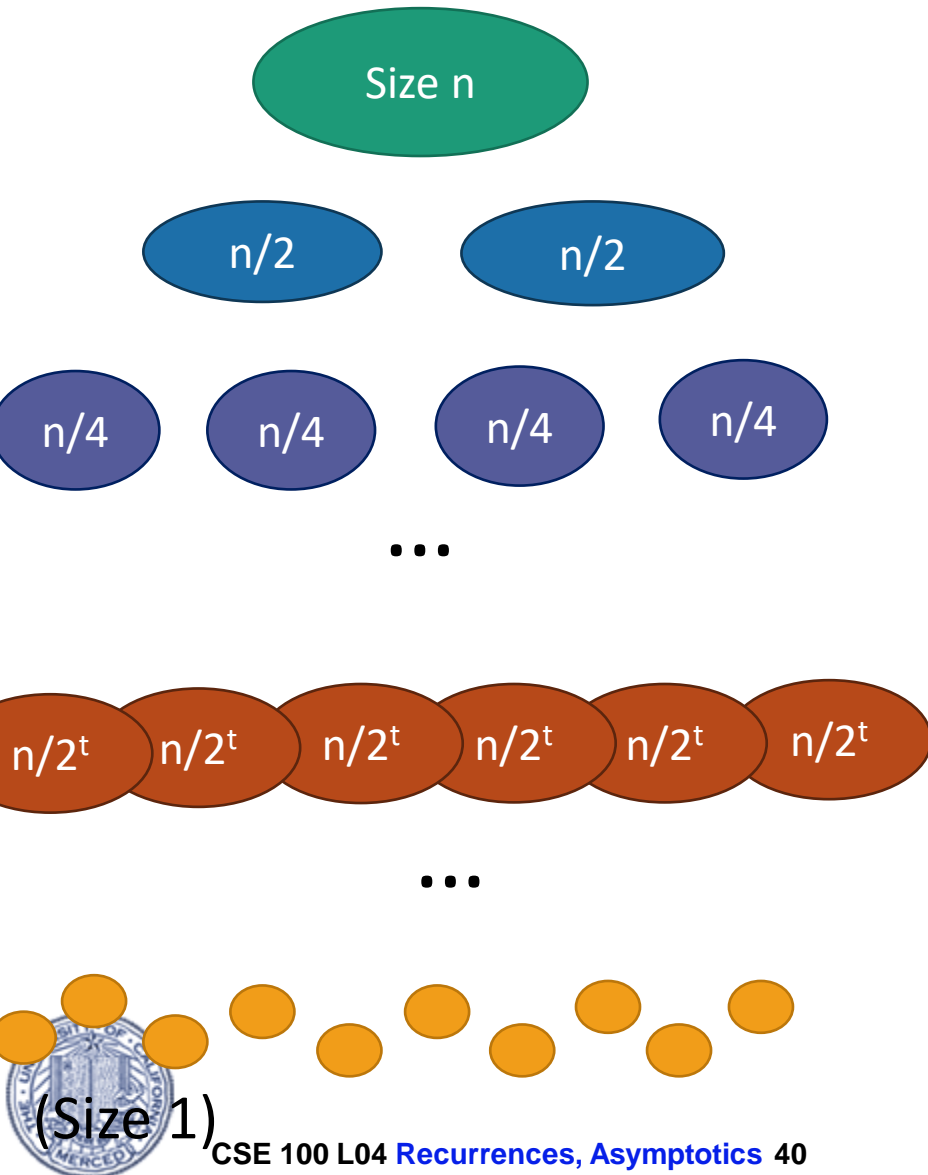 Size n
n/2 n/2
n/4 n/4 n/4 n/4
...
n/2ᵗ n/2ᵗ n/2ᵗ n/2ᵗ n/2ᵗ n/2ᵗ
...
(Size 1)
CSE 100 L04 Recurrences, Asymptotics 40